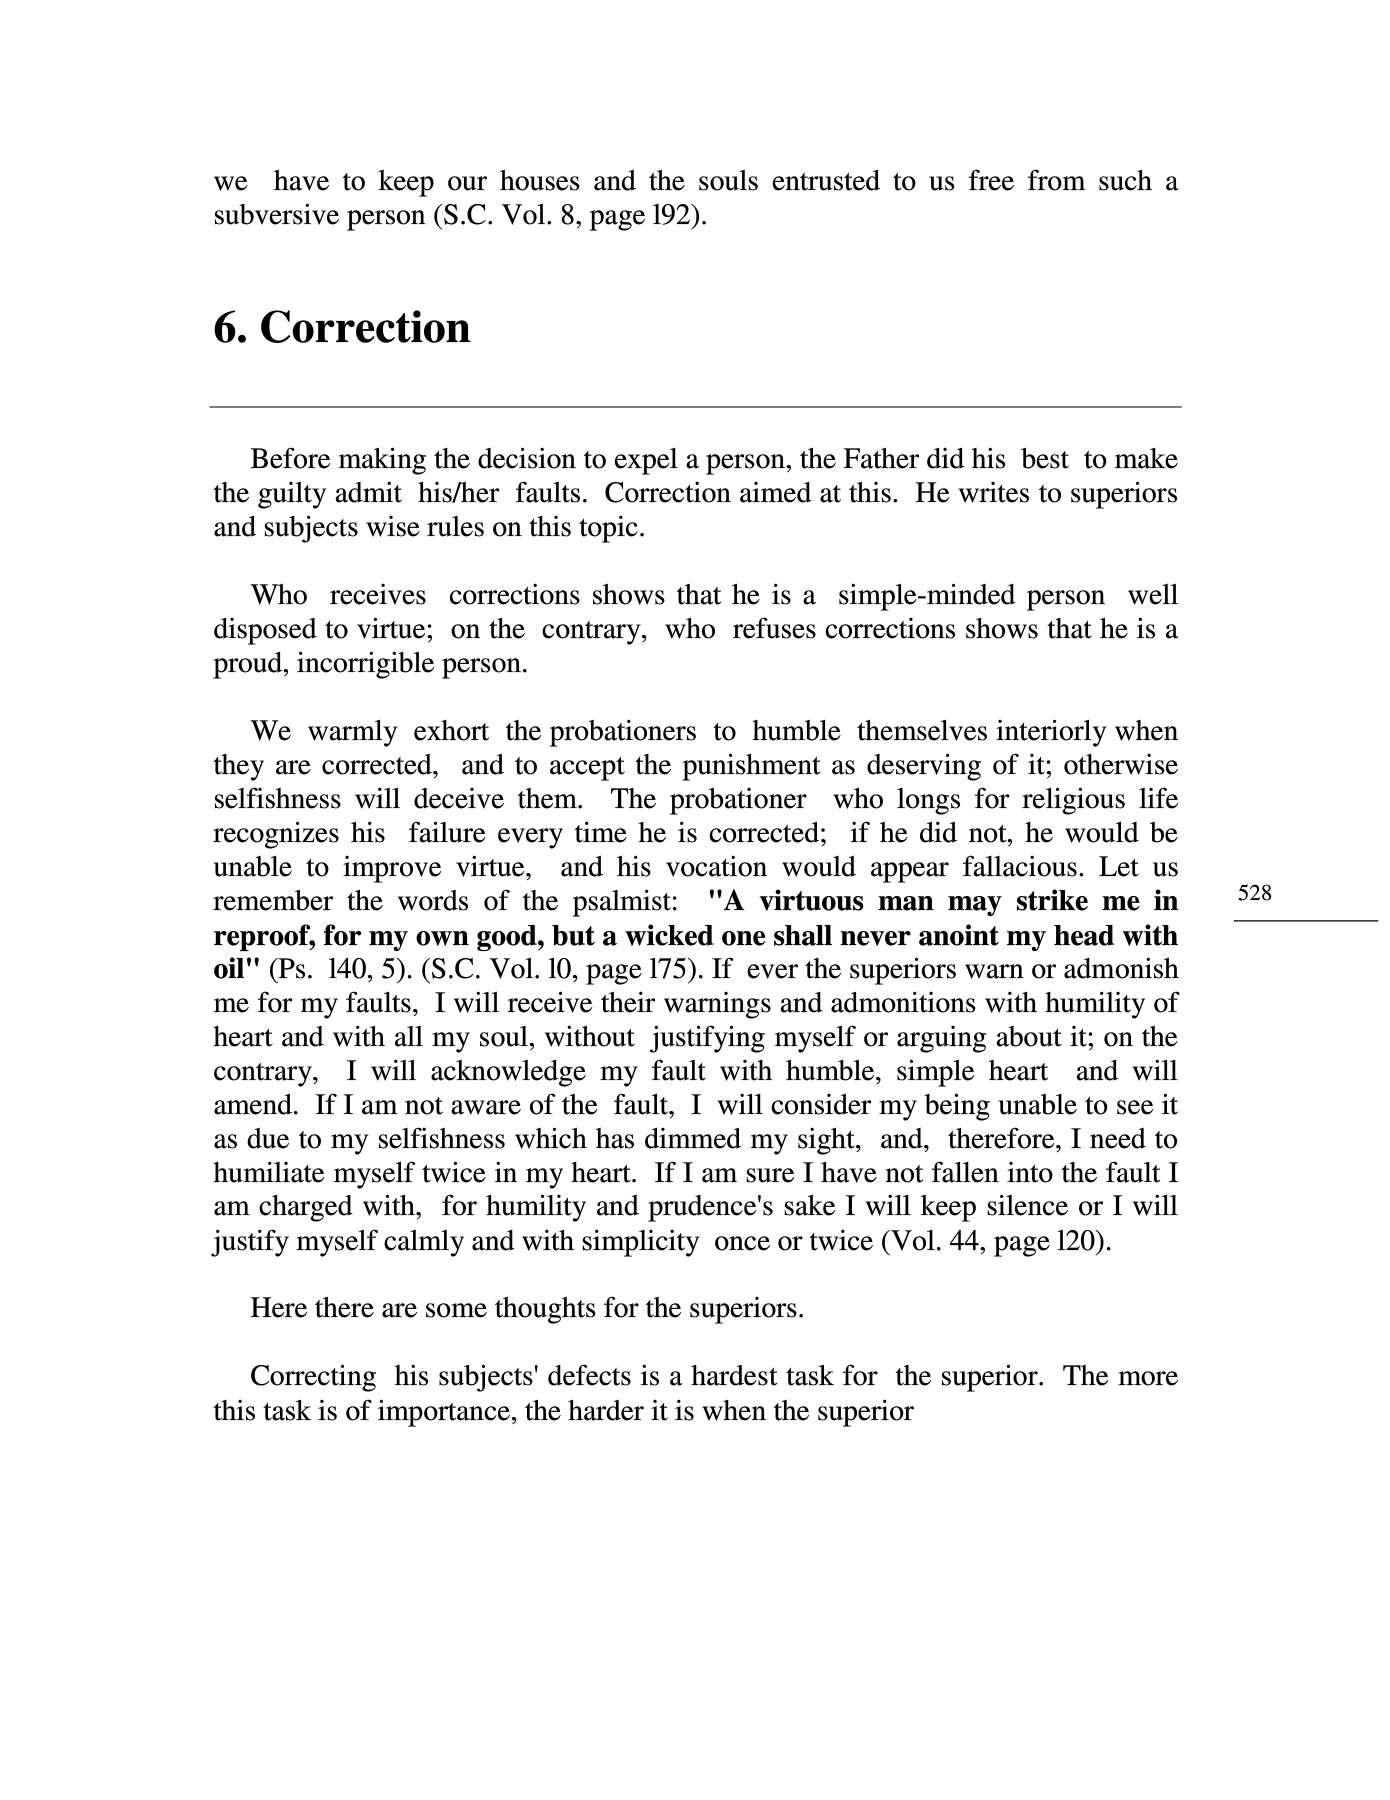 we have to keep our houses and the souls entrusted to us free from such a
subversive person (S.C. Vol. 8, page l92).
6. Correction
Before making the decision to expel a person, the Father did his best to make
the guilty admit his/her faults. Correction aimed at this. He writes to superiors
and subjects wise rules on this topic.
Who receives corrections shows that he is a simple-minded person well
disposed to virtue; on the contrary, who refuses corrections shows that he is a
proud, incorrigible person.
We warmly exhort the probationers to humble themselves interiorly when
they are corrected, and to accept the punishment as deserving of it; otherwise
selfishness will deceive them. The probationer who longs for religious life
recognizes his failure every time he is corrected; if he did not, he would be
unable to improve virtue, and his vocation would appear fallacious. Let us
remember the words of the psalmist: "A virtuous man may strike me in
reproof, for my own good, but a wicked one shall never anoint my head with
oil" (Ps. l40, 5). (S.C. Vol. l0, page l75). If ever the superiors warn or admonish
me for my faults, I will receive their warnings and admonitions with humility of
heart and with all my soul, without justifying myself or arguing about it; on the
contrary, I will acknowledge my fault with humble, simple heart and will
amend. If I am not aware of the fault, I will consider my being unable to see it
as due to my selfishness which has dimmed my sight, and, therefore, I need to
humiliate myself twice in my heart. If I am sure I have not fallen into the fault I
am charged with, for humility and prudence's sake I will keep silence or I will
justify myself calmly and with simplicity once or twice (Vol. 44, page l20).
Here there are some thoughts for the superiors.
Correcting his subjects' defects is a hardest task for the superior. The more
this task is of importance, the harder it is when the superior
528